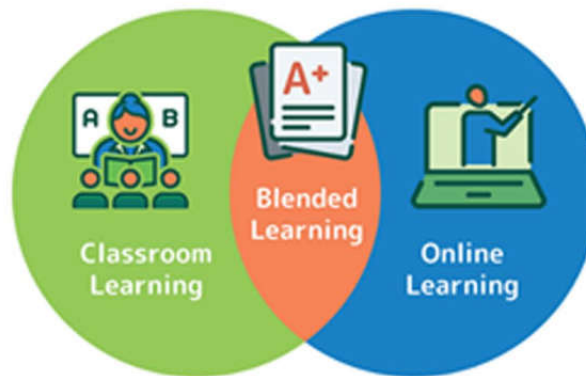 A B
Classroom
Learning
A+
Blended
Learning
Online
Learning